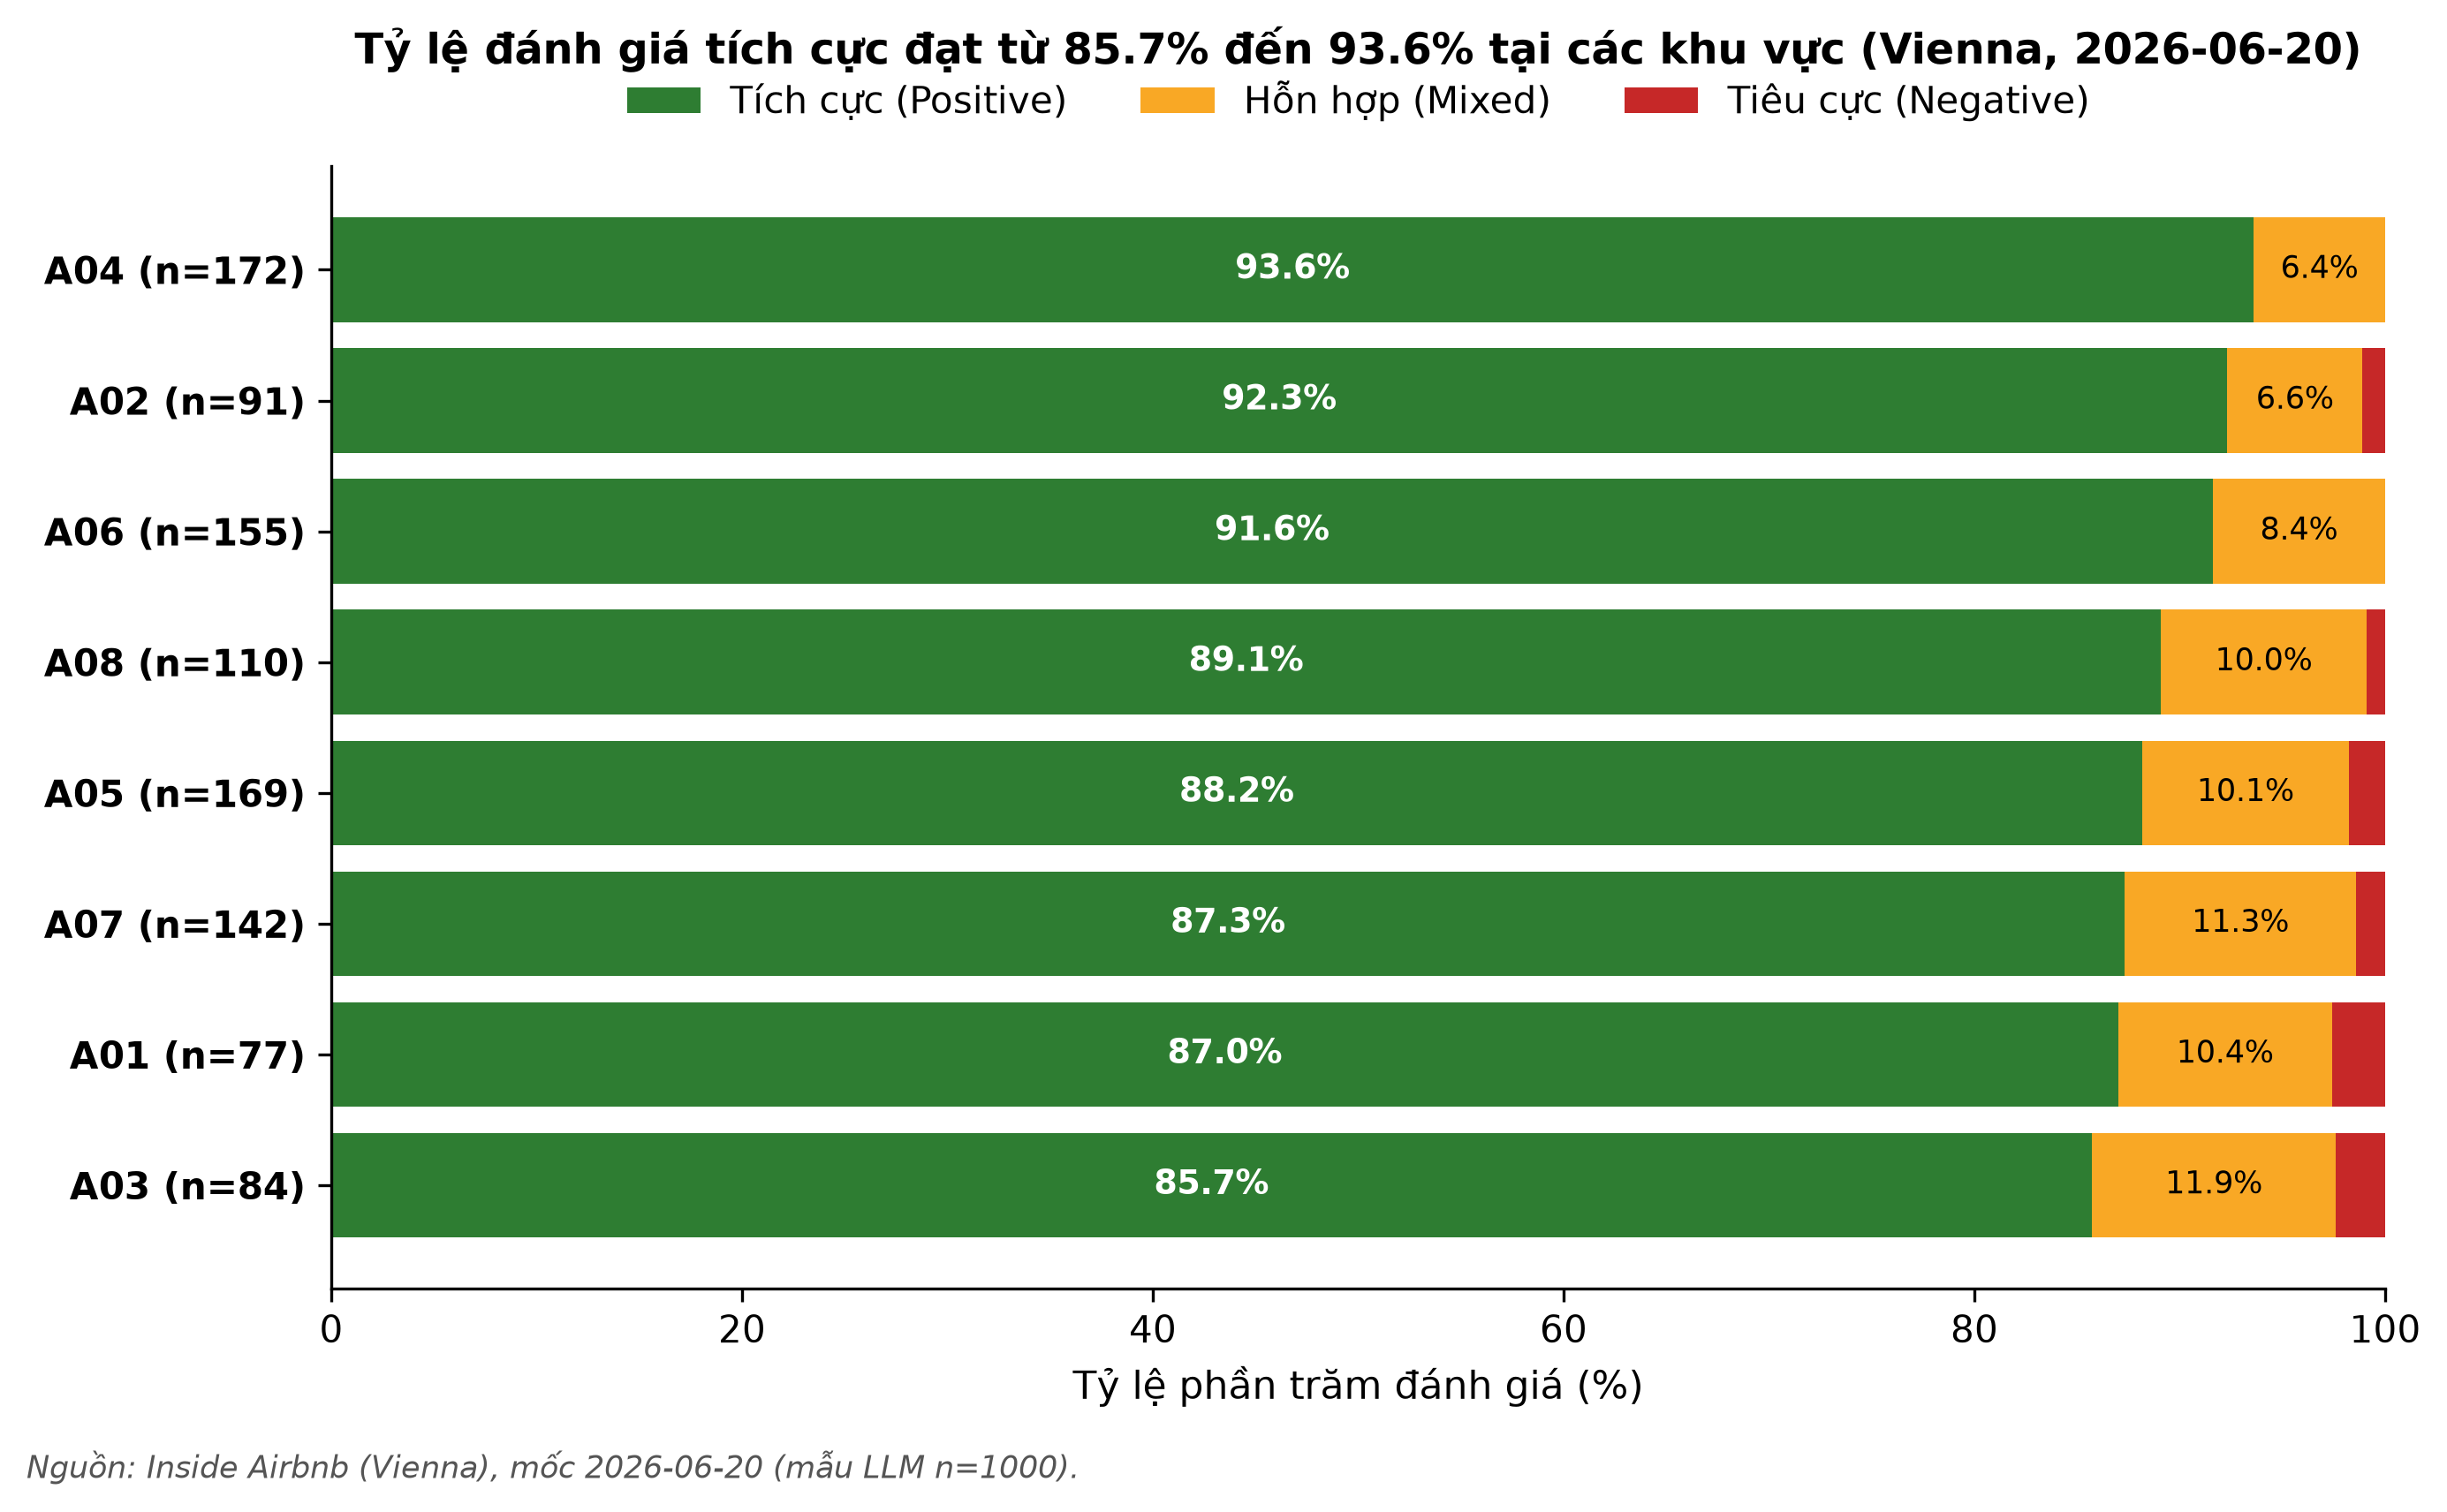 Tỷ lệ đánh giá tích cực đạt từ 85.7% đến 93.6% tại các khu vực (Vienna, 2026-06-20)
Tích cực (Positive) Hỗn hợp (Mixed) Tiêu cực (Negative)
A04 (n=172) 93.6% 6.4%
A02 (n=91) 92.3% 6.6%
A06 (n=155) 91.6% 8.4%
A08 (n=110) 89.1% 10.0%
A05 (n=169) 88.2% 10.1%
A07 (n=142) 87.3% 11.3%
A01 (n=77) 87.0% 10.4%
A03 (n=84) 85.7% 11.9%
0 20 40 60 80 100
Tỷ lệ phần trăm đánh giá (%)
Nguồn: Inside Airbnb (Vienna), mốc 2026-06-20 (mẫu LLM n=1000).